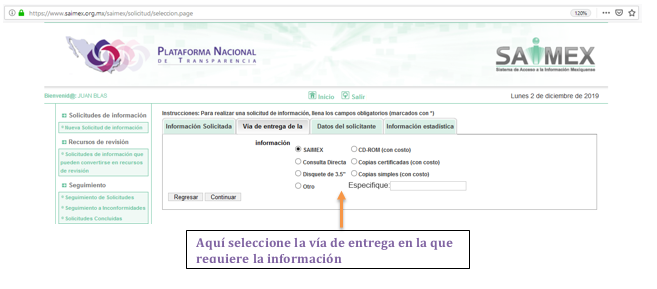 https://www.saimex.org.mx/saimex/solicitud/seleccion.page
120%
PLATAFORMA NACIONAL
DE TRANSPARENCIA
SAIMEX
Sistema de Acceso a la Información Mexiquense
Bienvenid@: JUAN BLAS
Inicio Salir
Lunes 2 de diciembre de 2019
Solicitudes de información
* Nueva Solicitud de información
Recursos de revisión
* Solicitudes de información que
pueden convertirse en recursos
de revisión
Seguimiento
* Seguimiento de Solicitudes
* Seguimiento a Inconformidades
* Solicitudes Concluidas
Instrucciones: Para realizar una solicitud de información, llena los campos obligatorios (marcados con *)
Información Solicitada Vía de entrega de la Datos del solicitante Información estadística
información
SAIMEX CD-ROM (con costo)
Consulta Directa Copias certificadas (con costo)
Disquete de 3.5" Copias simples (con costo)
Otro Especifique:
Regresar Continuar
Aquí seleccione la vía de entrega en la que
requiere la información